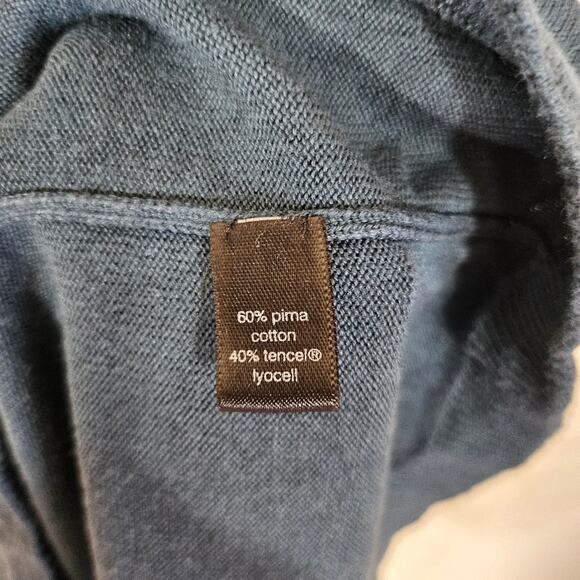 60% pima
cotton
40% tencel®
lyocell